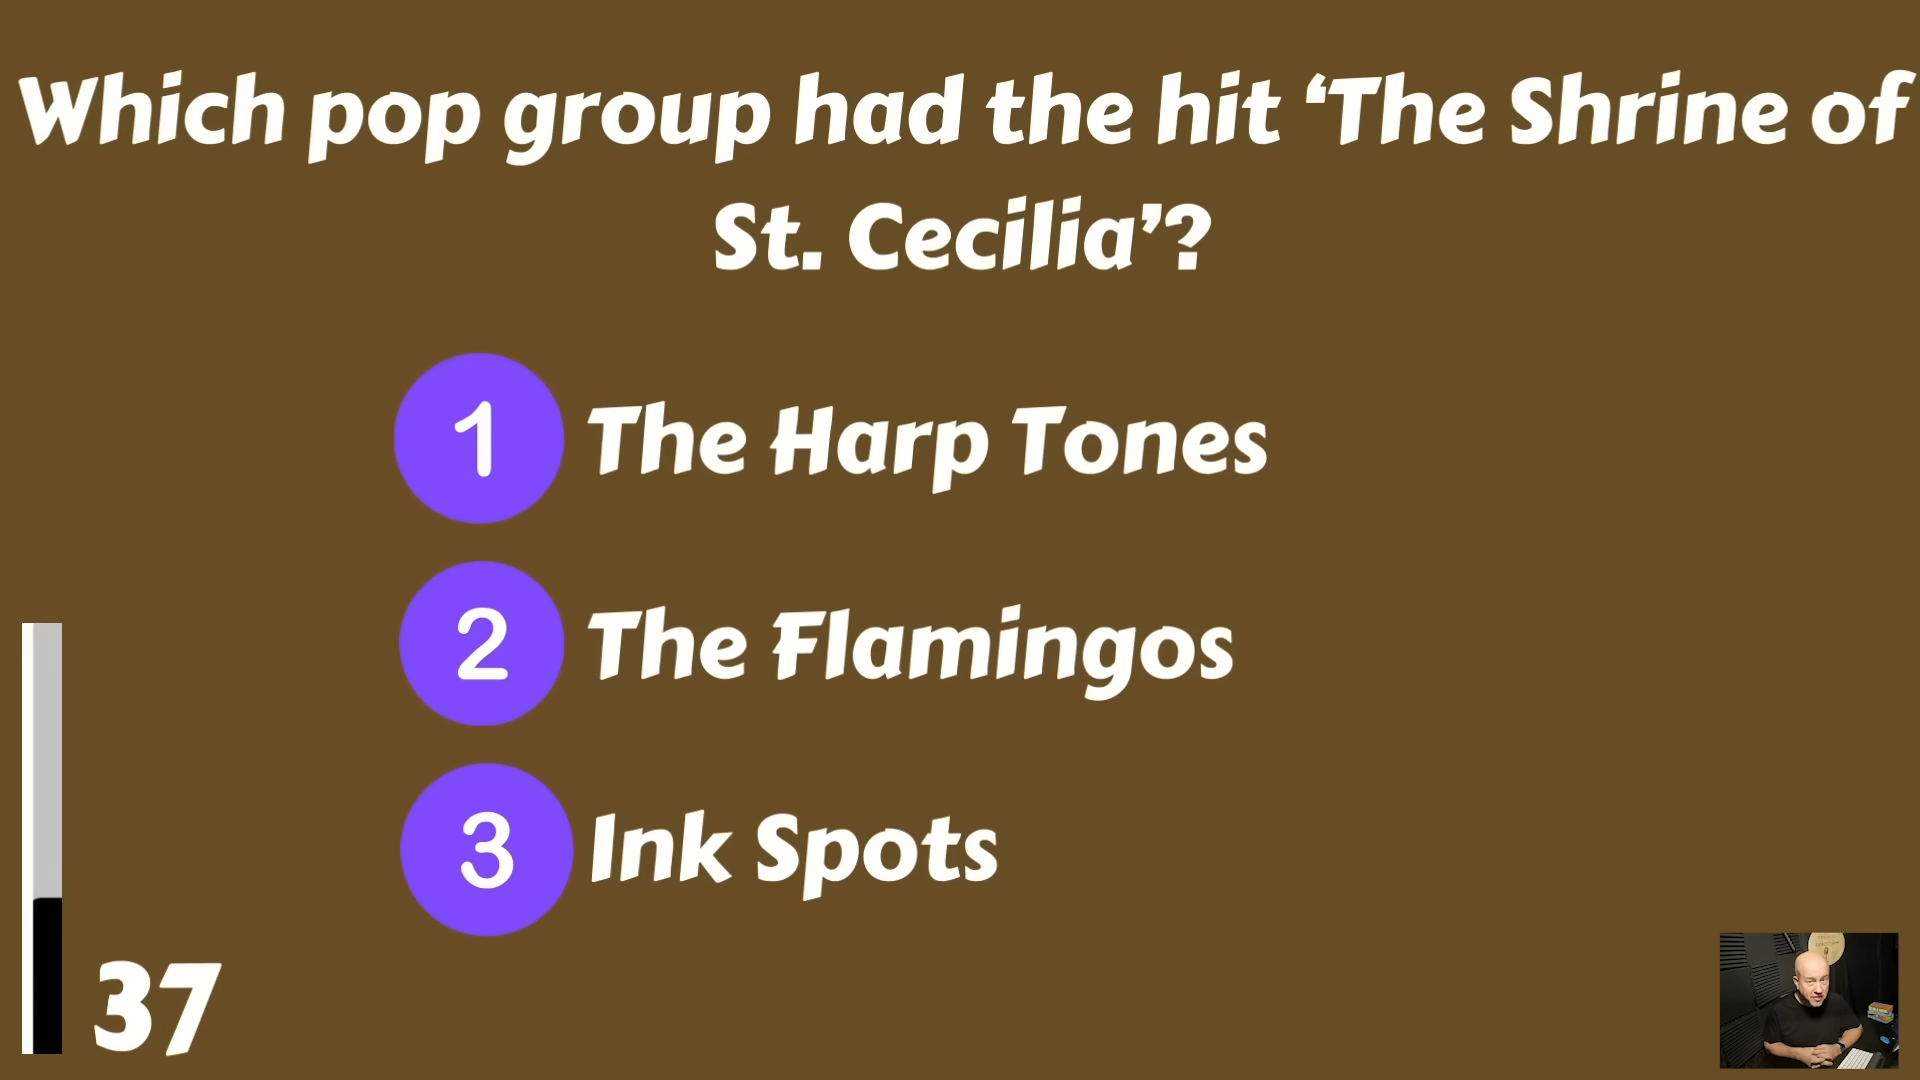 Which pop group had the hit ‘The Shrine of
St. Cecilia’?
1 The Harp Tones
2 The Flamingos
3 Ink Spots
37